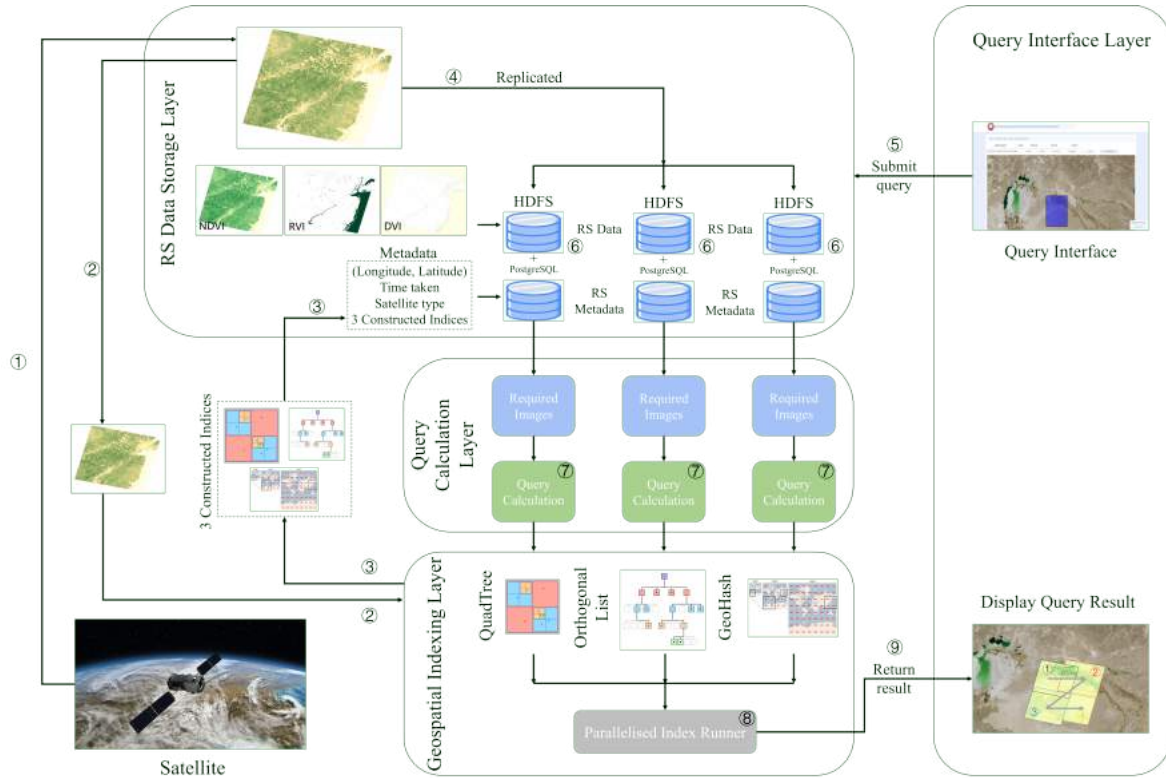 Query Interface Layer
RS Data Storage Layer
④
Replicated
⑤
Submit
query
NDVI
RVI
DVI
HDFS
HDFS
HDFS
RS Data
RS Data
⑥
⑥
⑥
Query Interface
Metadata
(Longitude, Latitude)
Time taken
Satellite type
3 Constructed Indices
+
PostgreSQL
+
PostgreSQL
+
PostgreSQL
RS
Metadata
RS
Metadata
②
③
①
3 Constructed Indices
Query
Calculation
Layer
Required
Images
Required
Images
Required
Images
⑦
Query
Calculation
⑦
Query
Calculation
⑦
Query
Calculation
③
②
Geospatial Indexing Layer
QuadTree
Orthogonal
List
GeoHash
⑧
Parallelised Index Runner
⑨
Return
result
Display Query Result
1
2
3
Satellite